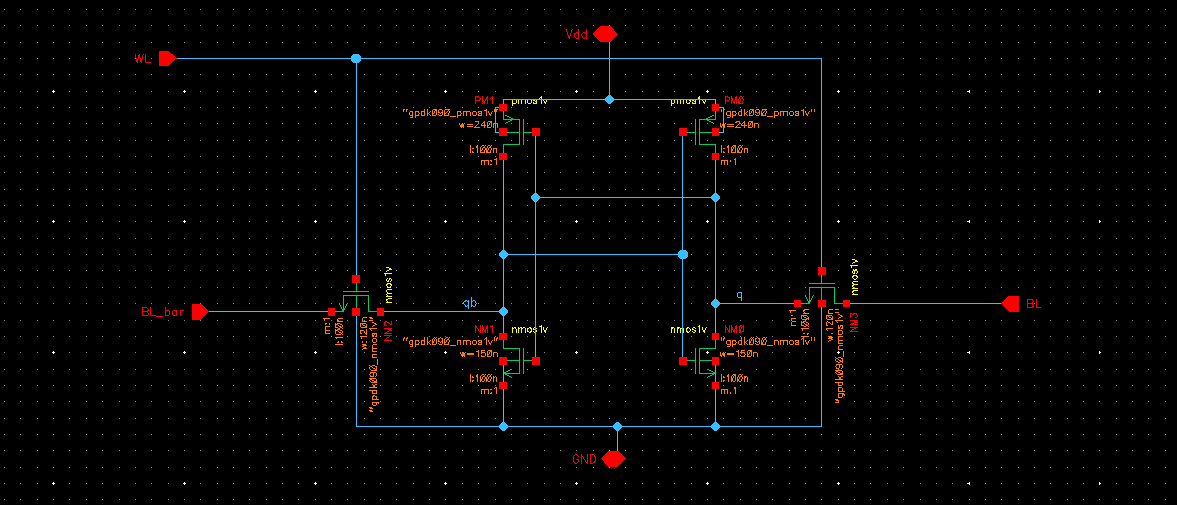 Vdd
WL
PM1
pmos1v
"gpdk090_pmos1v"
w=240n
l:100n
m:1
pmos1v
PM0
"gpdk090_pmos1v"
w=240n
l:100n
m:1
BL_bar
nmos1v
NM2
m:1
l:100n
w:120n
"gpdk090_nmos1v"
qb
NM1
nmos1v
"gpdk090_nmos1v"
w=150n
l:100n
m:1
nmos1v
NM0
"gpdk090_nmos1v"
w=150n
l:100n
m:1
q
nmos1v
NM3
m:1
l:100n
w:120n
"gpdk090_nmos1v"
BL
GND